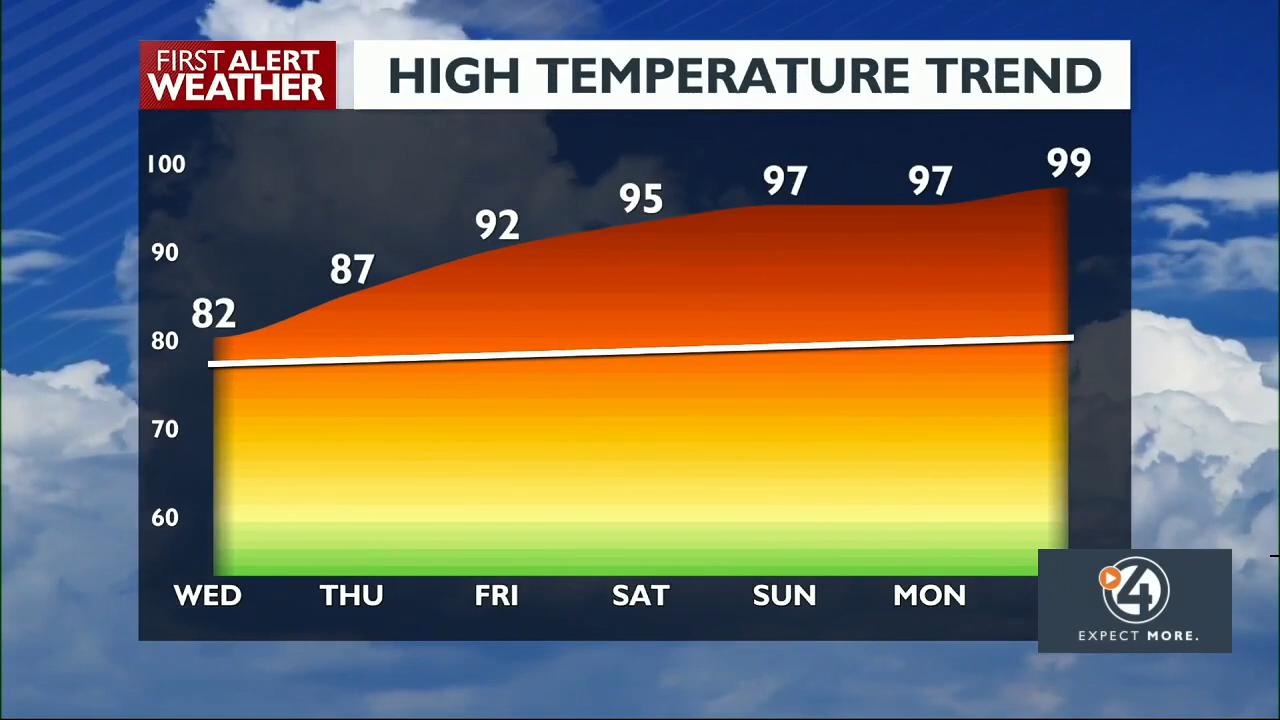 FIRST ALERT
WEATHER
HIGH TEMPERATURE TREND
100
90
80
70
60
82
87
92
95
97
97
99
WED
THU
FRI
SAT
SUN
MON
4
EXPECT MORE.